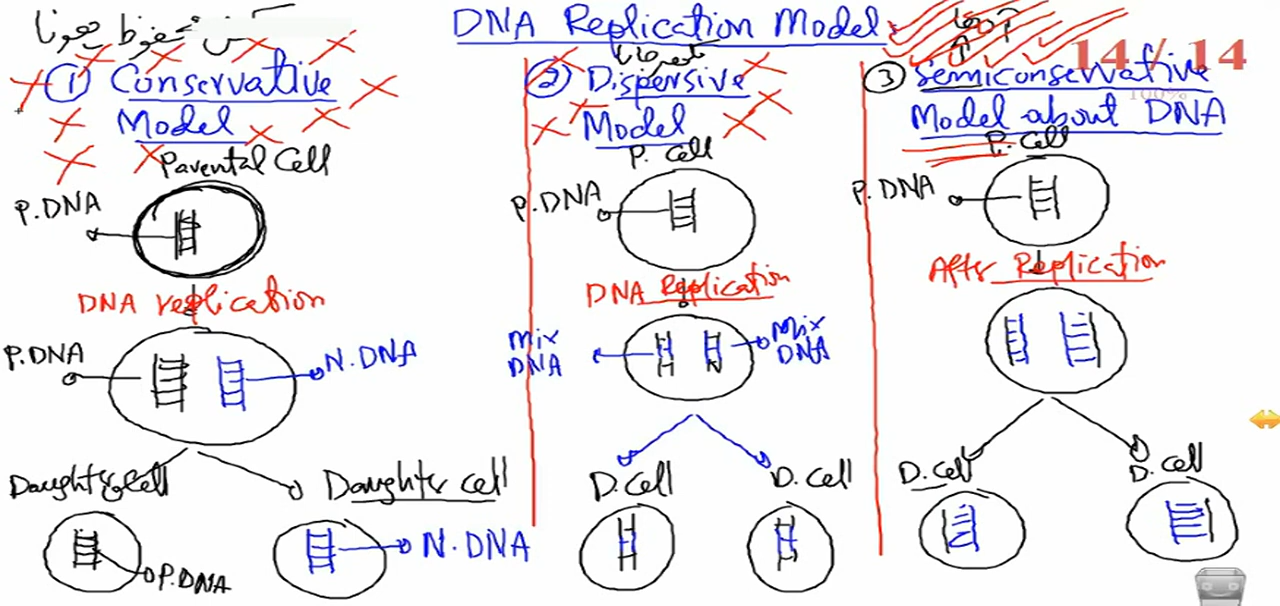 DNA Replication Model:
14 / 14
100%
① Conservative
Model
Parental Cell
P.DNA
DNA replication
P.DNA
N.DNA
Daughter cell
Daughter cell
N.DNA
P.DNA
② Dispersive
Model
P. Cell
P.DNA
DNA Replication
Mix
DNA
Mix
DNA
D.Cell
D.Cell
③ Semiconservative
Model about DNA
P. Cell
P.DNA
After Replication
D.Cell
D.Cell